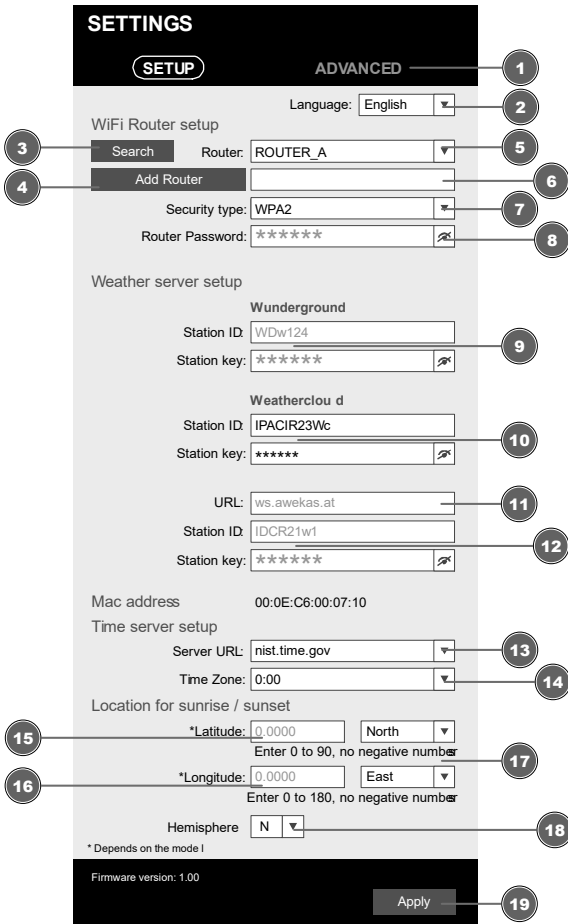 SETTINGS
SETUP ADVANCED 1
Language: English 2
WiFi Router setup
3 Search Router: ROUTER_A 5
4 Add Router 6
Security type: WPA2 7
Router Password: ****** 8
Weather server setup
Wunderground
Station ID: WDw124
9
Station key: ******
Weatherclou d
Station ID: IPACIR23Wc
10
Station key: ******
URL: ws.awekas.at 11
Station ID: IDCR21w1
12
Station key: ******
Mac address 00:0E:C6:00:07:10
Time server setup
Server URL: nist.time.gov 13
Time Zone: 0:00 14
Location for sunrise / sunset
15 *Latitude: 0.0000 North
Enter 0 to 90, no negative numbers
17
16 *Longitude: 0.0000 East
Enter 0 to 180, no negative number
Hemisphere N 18
* Depends on the mode l
Firmware version: 1.00
Apply 19